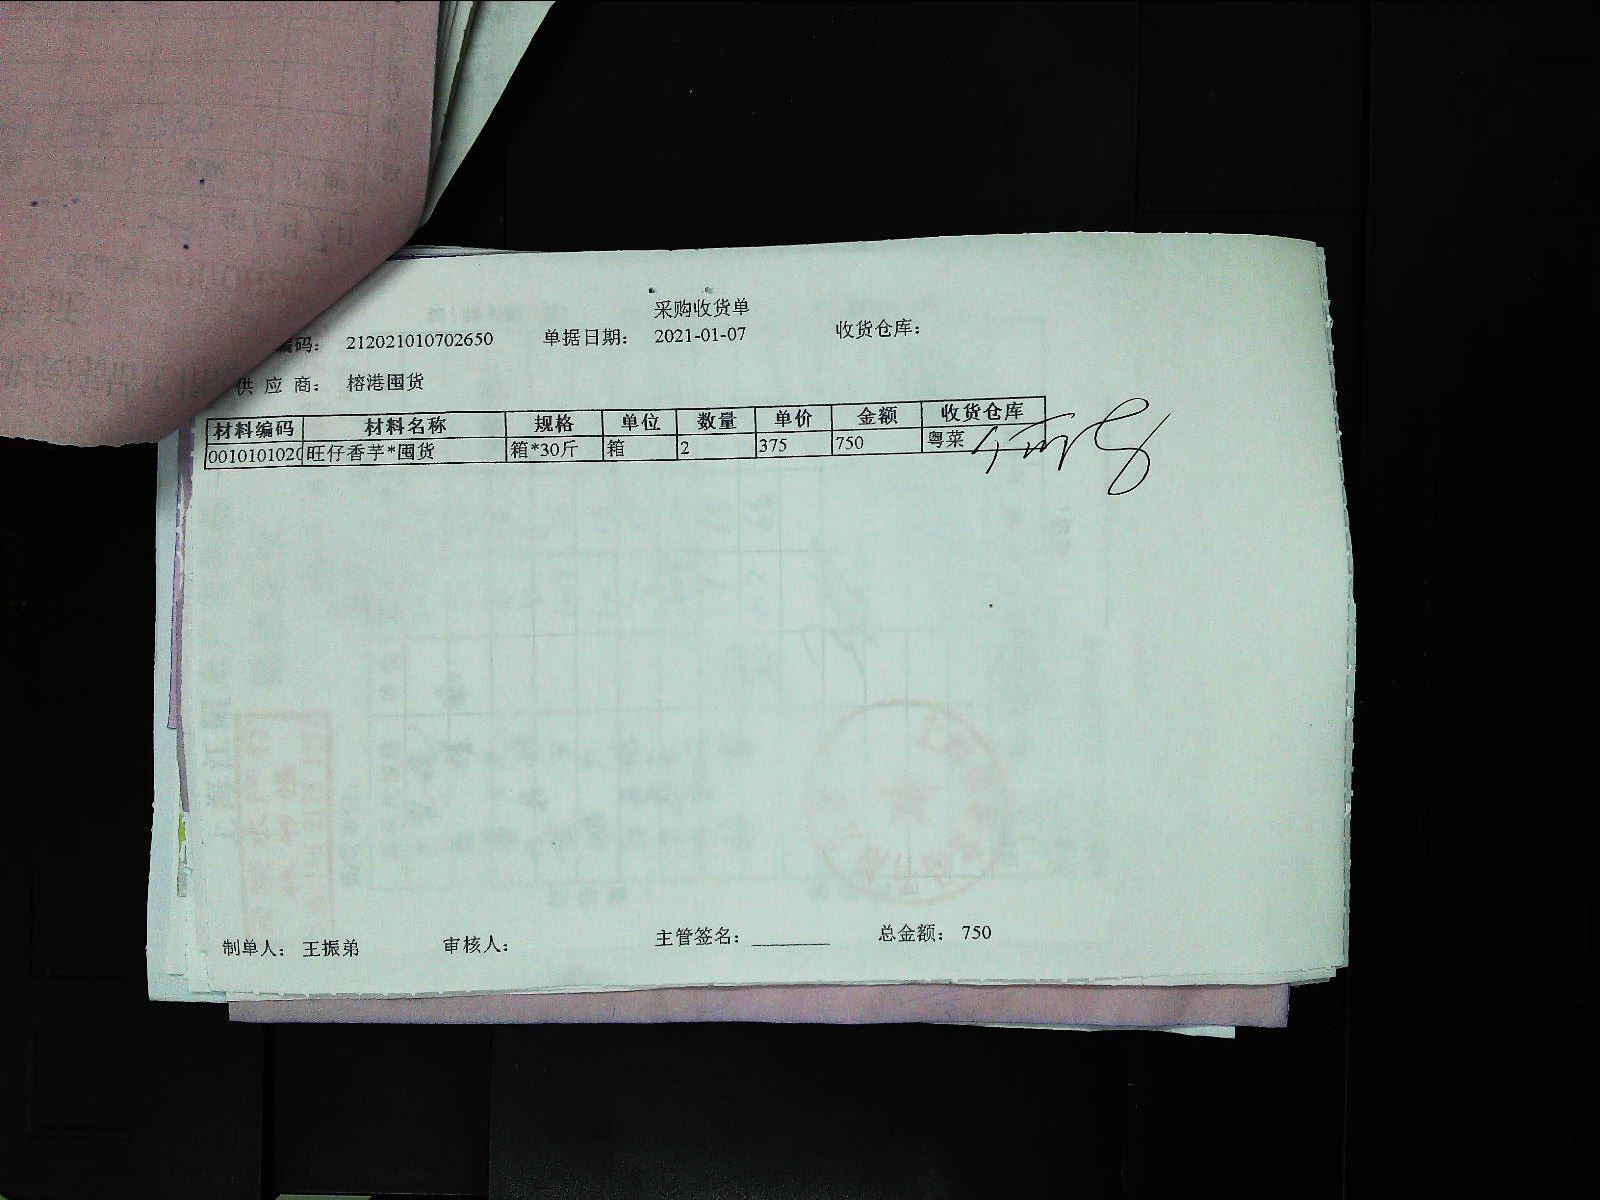 采购收货单
编码： 212021010702650 单据日期： 2021-01-07 收货仓库：
供应商： 榕港囤货
材料编码 材料名称 规格 单位 数量 单价 金额 收货仓库
001010102 旺仔香芋*囤货 箱*30斤 箱 2 375 750 粤菜
制单人： 王振弟 审核人： 主管签名： 总金额： 750